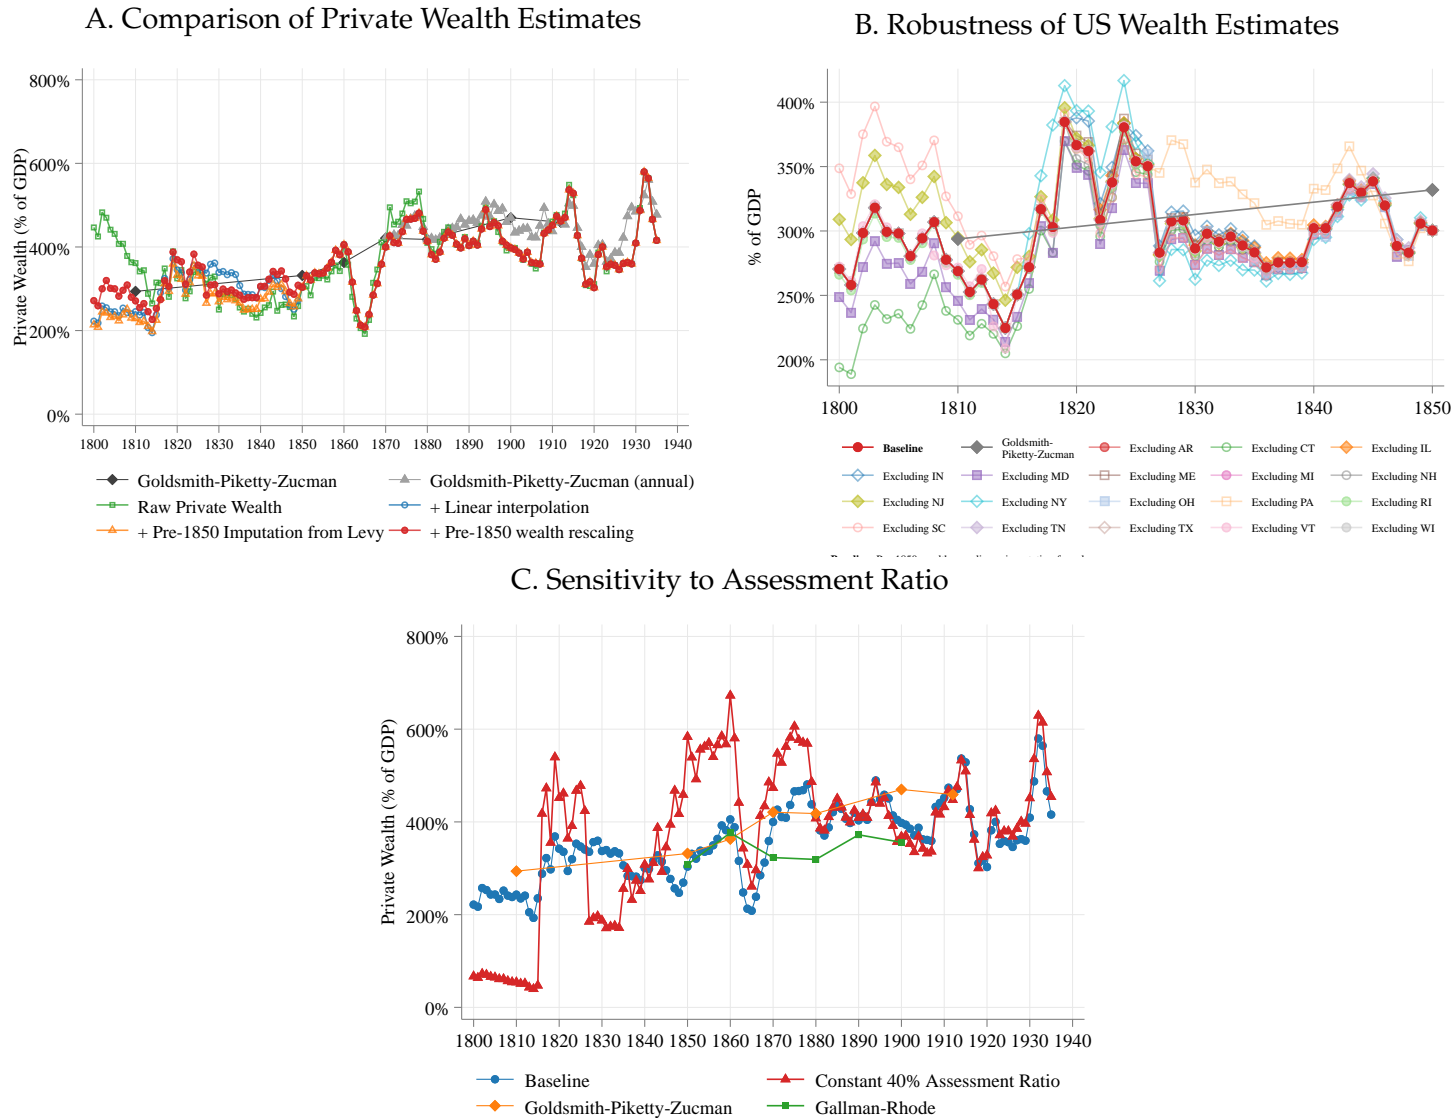 A. Comparison of Private Wealth Estimates
Private Wealth (% of GDP)
800%
600%
400%
200%
0%
1800 1810 1820 1830 1840 1850 1860 1870 1880 1890 1900 1910 1920 1930 1940
Goldsmith-Piketty-Zucman
Goldsmith-Piketty-Zucman (annual)
Raw Private Wealth
+ Linear interpolation
+ Pre-1850 Imputation from Levy
+ Pre-1850 wealth rescaling
B. Robustness of US Wealth Estimates
% of GDP
400%
350%
300%
250%
200%
1800 1810 1820 1830 1840 1850
Baseline
Goldsmith-
Piketty-Zucman
Excluding AR
Excluding CT
Excluding IL
Excluding IN
Excluding MD
Excluding ME
Excluding MI
Excluding NH
Excluding NJ
Excluding NY
Excluding OH
Excluding PA
Excluding RI
Excluding SC
Excluding TN
Excluding TX
Excluding VT
Excluding WI
C. Sensitivity to Assessment Ratio
Private Wealth (% of GDP)
800%
600%
400%
200%
0%
1800 1810 1820 1830 1840 1850 1860 1870 1880 1890 1900 1910 1920 1930 1940
Baseline
Constant 40% Assessment Ratio
Goldsmith-Piketty-Zucman
Gallman-Rhode